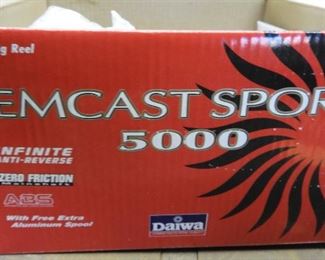 g Reel
EMCAST SPOR
5000
INFINITE
ANTI-REVERSE
ZERO FRICTION
ABS
With Free Extra
Aluminum Spool
Daiwa